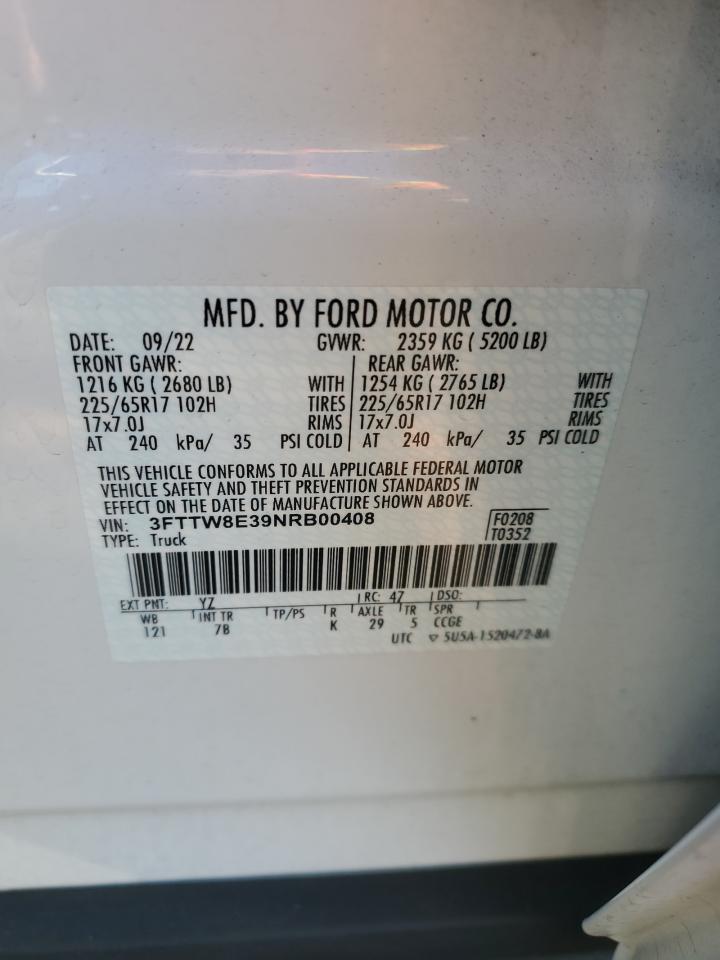 MFD. BY FORD MOTOR CO.
DATE: 09/22 GVWR: 2359 KG ( 5200 LB)
FRONT GAWR: REAR GAWR:
1216 KG ( 2680 LB) WITH 1254 KG ( 2765 LB) WITH
225/65R17 102H TIRES 225/65R17 102H TIRES
17x7.0J RIMS 17x7.0J RIMS
AT 240 kPa/ 35 PSI COLD AT 240 kPa/ 35 PSI COLD
THIS VEHICLE CONFORMS TO ALL APPLICABLE FEDERAL MOTOR
VEHICLE SAFETY AND THEFT PREVENTION STANDARDS IN
EFFECT ON THE DATE OF MANUFACTURE SHOWN ABOVE.
VIN: 3FTTW8E39NRB00408 F0208
TYPE: Truck T0352
EXT PNT: YZ RC: 47 DSO:
WB INT TR TP/PS R AXLE TR SPR
121 7B K 29 5 CCGE
UTC 5U5A-1520472-BA